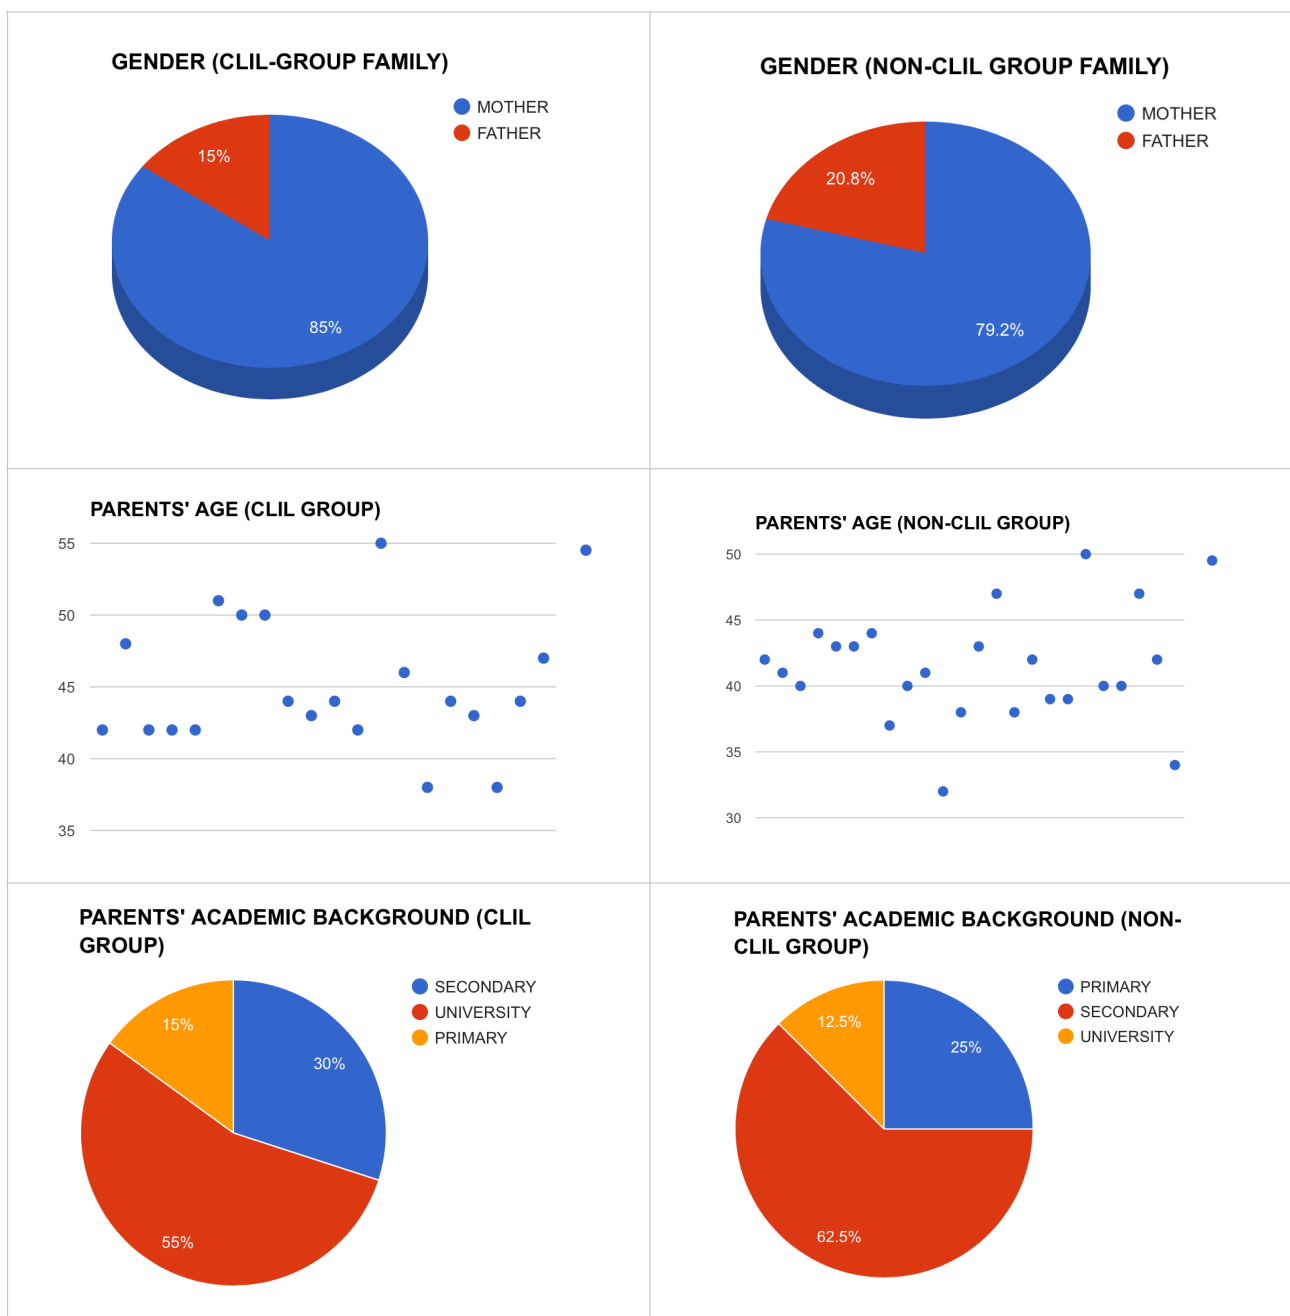 GENDER (CLIL-GROUP FAMILY)
MOTHER
FATHER
15%
85%
GENDER (NON-CLIL GROUP FAMILY)
MOTHER
FATHER
20.8%
79.2%
PARENTS' AGE (CLIL GROUP)
55
50
45
40
35
PARENTS' AGE (NON-CLIL GROUP)
50
45
40
35
30
PARENTS' ACADEMIC BACKGROUND (CLIL
GROUP)
SECONDARY
UNIVERSITY
PRIMARY
15%
30%
55%
PARENTS' ACADEMIC BACKGROUND (NON-
CLIL GROUP)
PRIMARY
SECONDARY
UNIVERSITY
12.5%
25%
62.5%